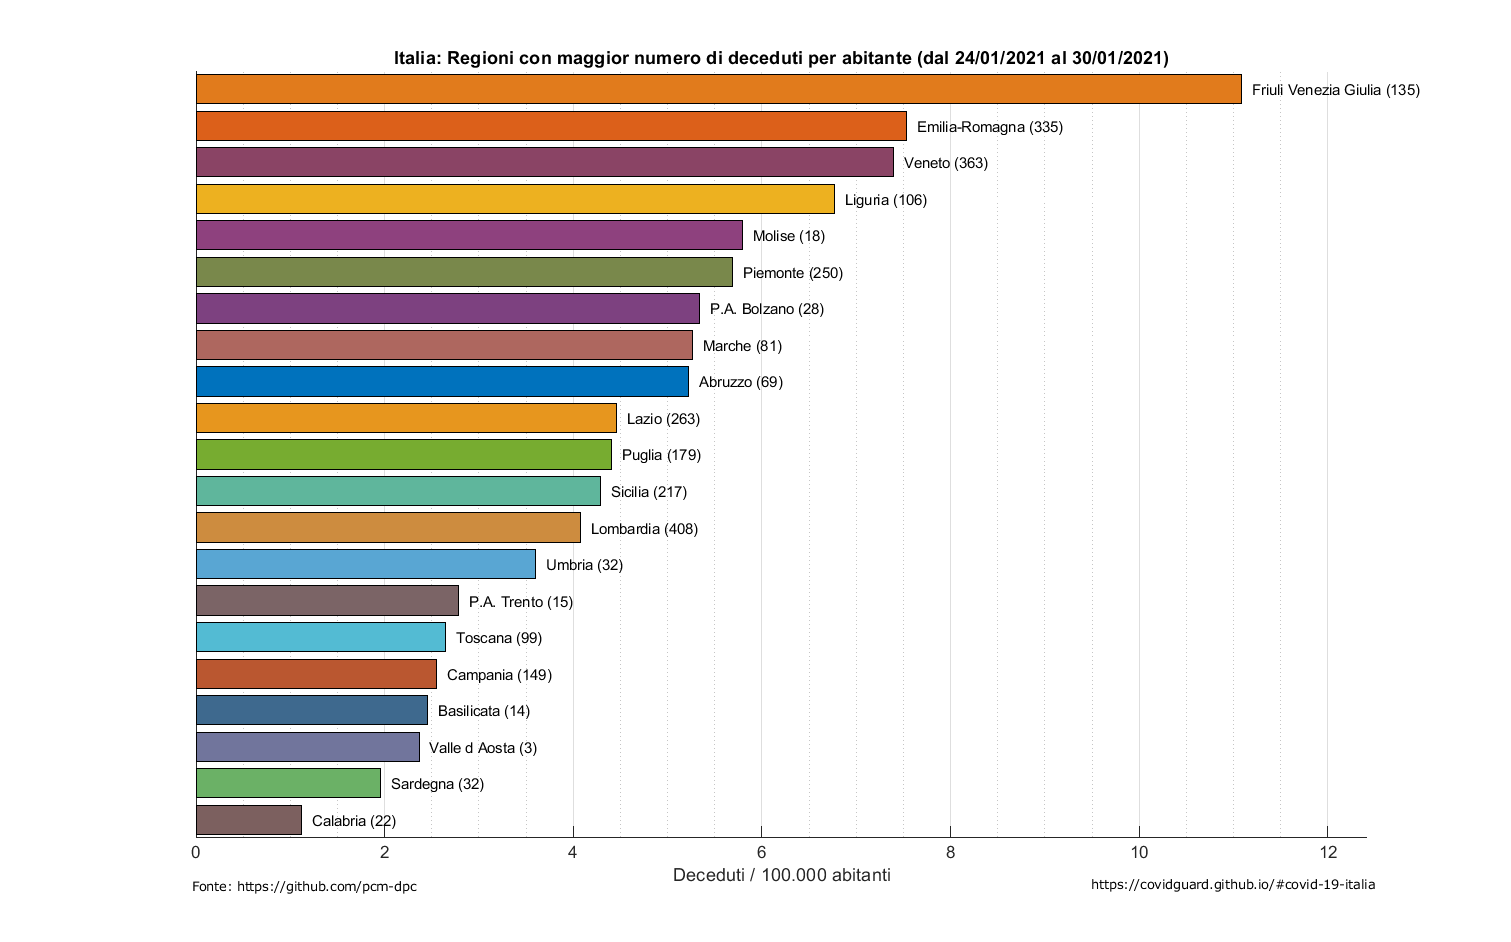 Italia: Regioni con maggior numero di deceduti per abitante (dal 24/01/2021 al 30/01/2021)
Friuli Venezia Giulia (135)
Emilia-Romagna (335)
Veneto (363)
Liguria (106)
Molise (18)
Piemonte (250)
P.A. Bolzano (28)
Marche (81)
Abruzzo (69)
Lazio (263)
Puglia (179)
Sicilia (217)
Lombardia (408)
Umbria (32)
P.A. Trento (15)
Toscana (99)
Campania (149)
Basilicata (14)
Valle d Aosta (3)
Sardegna (32)
Calabria (22)
0 2 4 6 8 10 12
Deceduti / 100.000 abitanti
Fonte: https://github.com/pcm-dpc
https://covidguard.github.io/#covid-19-italia